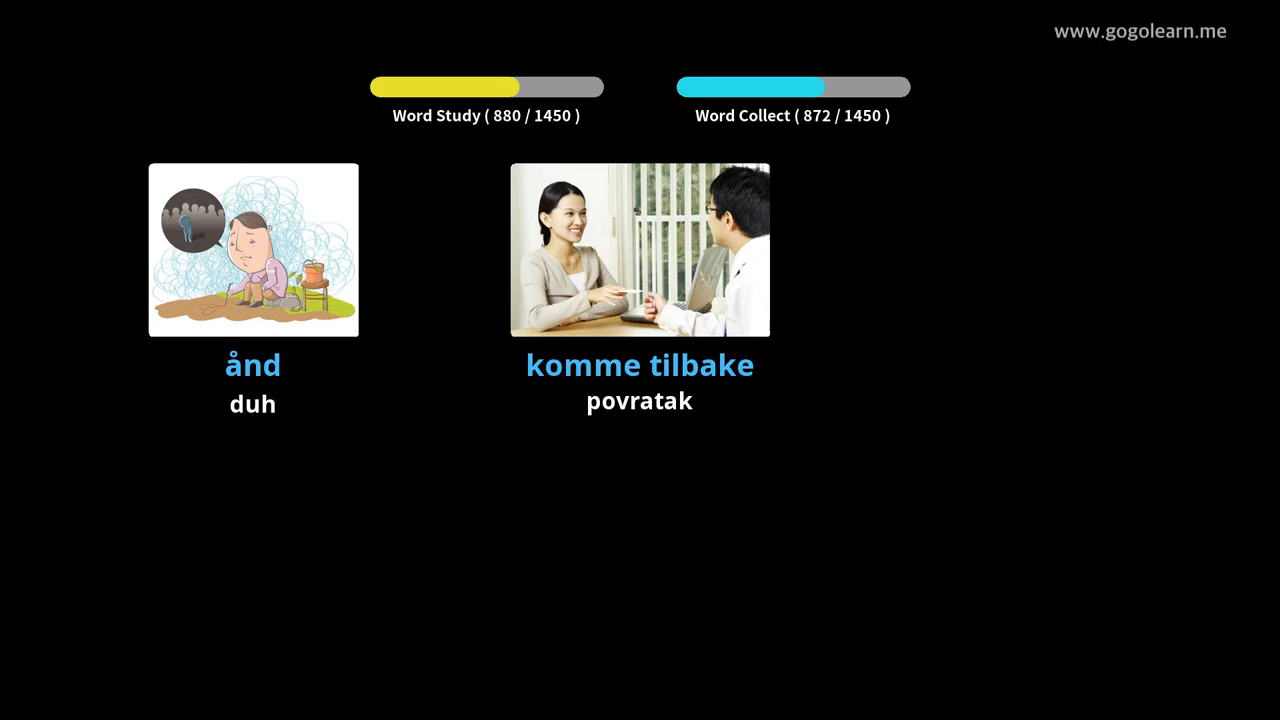 www.gogolearn.me
Word Study ( 880 / 1450 )
Word Collect ( 872 / 1450 )
ånd
duh
komme tilbake
povratak